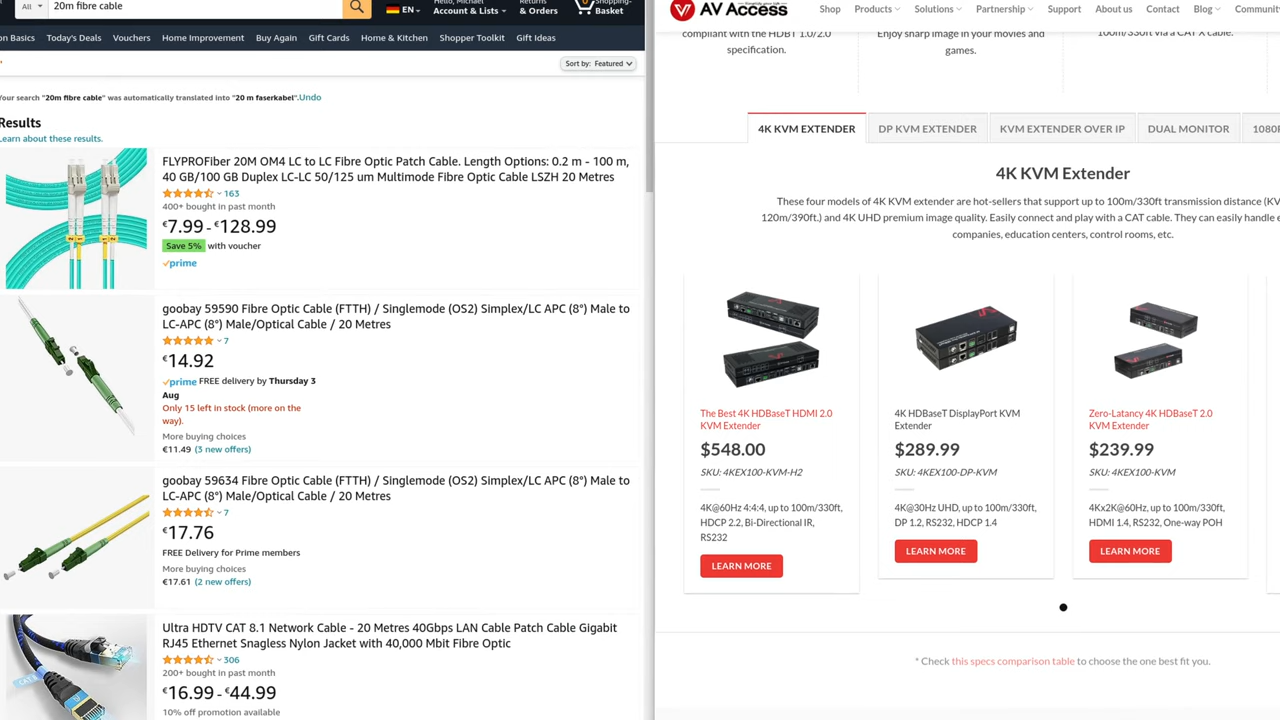 All
20m fibre cable
EN
Hello, Michael
Account & Lists
Returns
& Orders
0
Shopping-
Basket
on Basics
Today's Deals
Vouchers
Home Improvement
Buy Again
Gift Cards
Home & Kitchen
Shopper Toolkit
Gift Ideas
Sort by: Featured
Your search "20m fibre cable" was automatically translated into "20 m faserkabel".Undo
Results
Learn about these results.
FLYPROFiber 20M OM4 LC to LC Fibre Optic Patch Cable. Length Options: 0.2 m - 100 m,
40 GB/100 GB Duplex LC-LC 50/125 um Multimode Fibre Optic Cable LSZH 20 Metres
163
400+ bought in past month
€7.99 - €128.99
Save 5% with voucher
prime
goobay 59590 Fibre Optic Cable (FTTH) / Singlemode (OS2) Simplex/LC APC (8°) Male to
LC-APC (8°) Male/Optical Cable / 20 Metres
7
€14.92
prime FREE delivery by Thursday 3
Aug
Only 15 left in stock (more on the
way).
More buying choices
€11.49 (3 new offers)
goobay 59634 Fibre Optic Cable (FTTH) / Singlemode (OS2) Simplex/LC APC (8°) Male to
LC-APC (8°) Male/Optical Cable / 20 Metres
7
€17.76
FREE Delivery for Prime members
More buying choices
€17.61 (2 new offers)
Ultra HDTV CAT 8.1 Network Cable - 20 Metres 40Gbps LAN Cable Patch Cable Gigabit
RJ45 Ethernet Snagless Nylon Jacket with 40,000 Mbit Fibre Optic
306
200+ bought in past month
€16.99 - €44.99
10% off promotion available
AV Access
Shop
Products
Solutions
Partnership
Support
About us
Contact
Blog
Communi
compliant with the HDBT 1.0/2.0
specification.
Enjoy sharp image in your movies and
games.
100m/330ft via a CAT X cable.
4K KVM EXTENDER
DP KVM EXTENDER
KVM EXTENDER OVER IP
DUAL MONITOR
1080P
4K KVM Extender
These four models of 4K KVM extender are hot-sellers that support up to 100m/330ft transmission distance (KV
120m/390ft.) and 4K UHD premium image quality. Easily connect and play with a CAT cable. They can easily handle e
companies, education centers, control rooms, etc.
The Best 4K HDBaseT HDMI 2.0
KVM Extender
$548.00
SKU: 4KEX100-KVM-H2
4K@60Hz 4:4:4, up to 100m/330ft,
HDCP 2.2, Bi-Directional IR,
RS232
LEARN MORE
4K HDBaseT DisplayPort KVM
Extender
$289.99
SKU: 4KEX100-DP-KVM
4K@30Hz UHD, up to 100m/330ft,
DP 1.2, RS232, HDCP 1.4
LEARN MORE
Zero-Latancy 4K HDBaseT 2.0
KVM Extender
$239.99
SKU: 4KEX100-KVM
4Kx2K@60Hz, up to 100m/330ft,
HDMI 1.4, RS232, One-way POH
LEARN MORE
* Check this specs comparison table to choose the one best fit you.